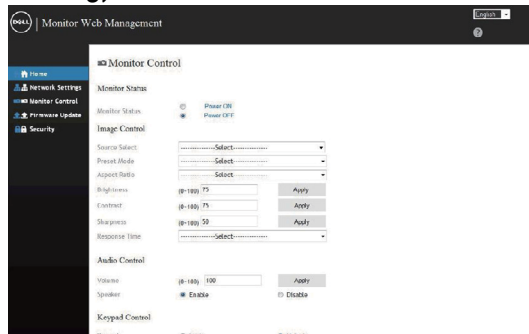 DELL
Monitor Web Management
English
Home
Network Settings
Monitor Control
Firmware Update
Security
Monitor Control
Monitor Status
Monitor Status Power ON
Power OFF
Image Control
Source Select ---------------Select---------------
Preset Mode ---------------Select---------------
Aspect Ratio ---------------Select---------------
Brightness (0~100) 75 Apply
Contrast (0~100) 75 Apply
Sharpness (0~100) 50 Apply
Response Time ---------------Select---------------
Audio Control
Volume (0~100) 100 Apply
Speaker Enable Disable
Keypad Control